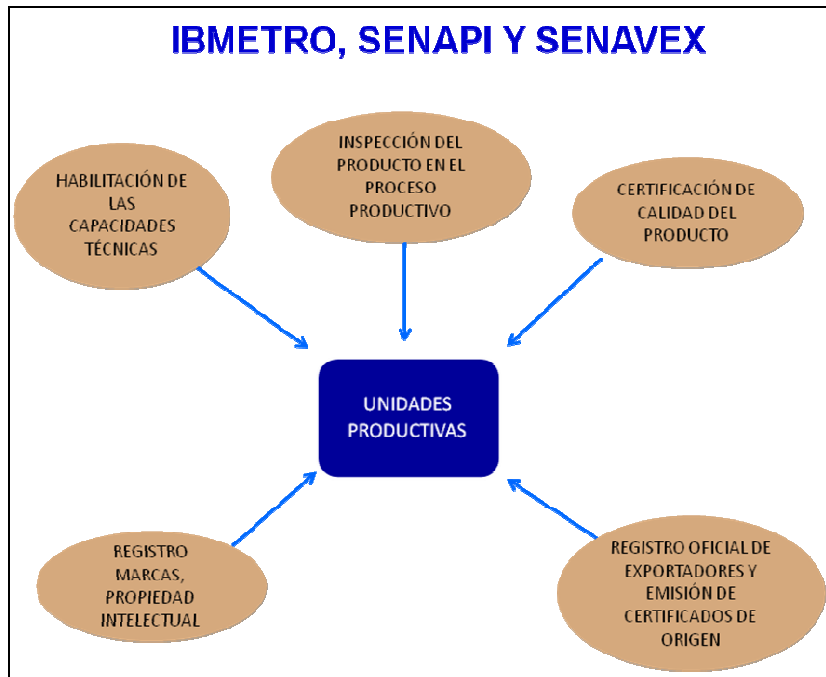 IBMETRO, SENAPI Y SENAVEX
HABILITACIÓN DE
LAS
CAPACIDADES
TÉCNICAS
INSPECCIÓN DEL
PRODUCTO EN EL
PROCESO
PRODUCTIVO
CERTIFICACIÓN DE
CALIDAD DEL
PRODUCTO
UNIDADES
PRODUCTIVAS
REGISTRO
MARCAS,
PROPIEDAD
INTELECTUAL
REGISTRO OFICIAL DE
EXPORTADORES Y
EMISIÓN DE
CERTIFICADOS DE
ORIGEN